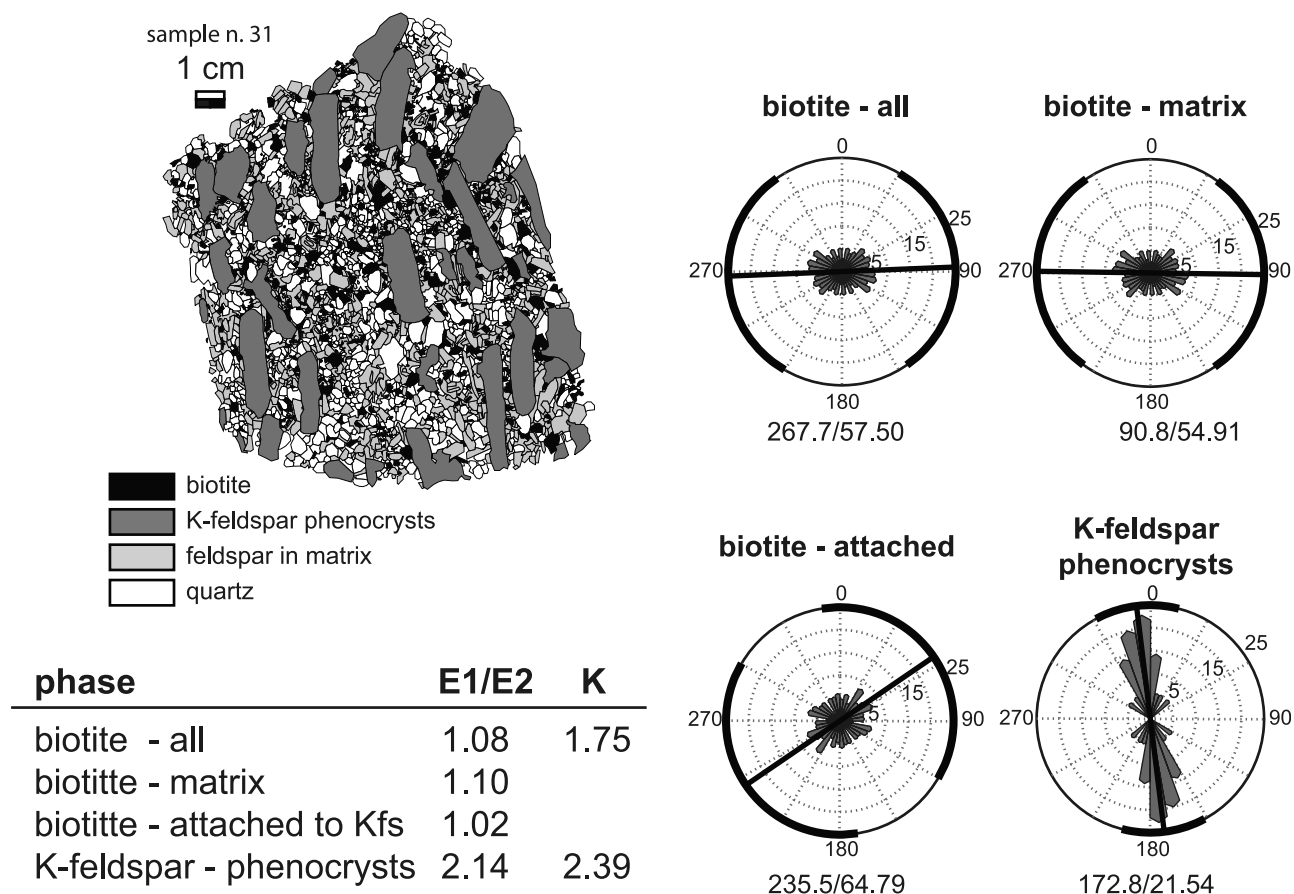 sample n. 31
1 cm
biotite
K-feldspar phenocrysts
feldspar in matrix
quartz
phase E1/E2 K
biotite - all 1.08 1.75
biotitte - matrix 1.10
biotitte - attached to Kfs 1.02
K-feldspar - phenocrysts 2.14 2.39
biotite - all
0
25
15
5
270
90
180
267.7/57.50
biotite - matrix
0
25
15
5
270
90
180
90.8/54.91
biotite - attached
0
25
15
5
270
90
180
235.5/64.79
K-feldspar
phenocrysts
0
25
15
5
270
90
180
172.8/21.54